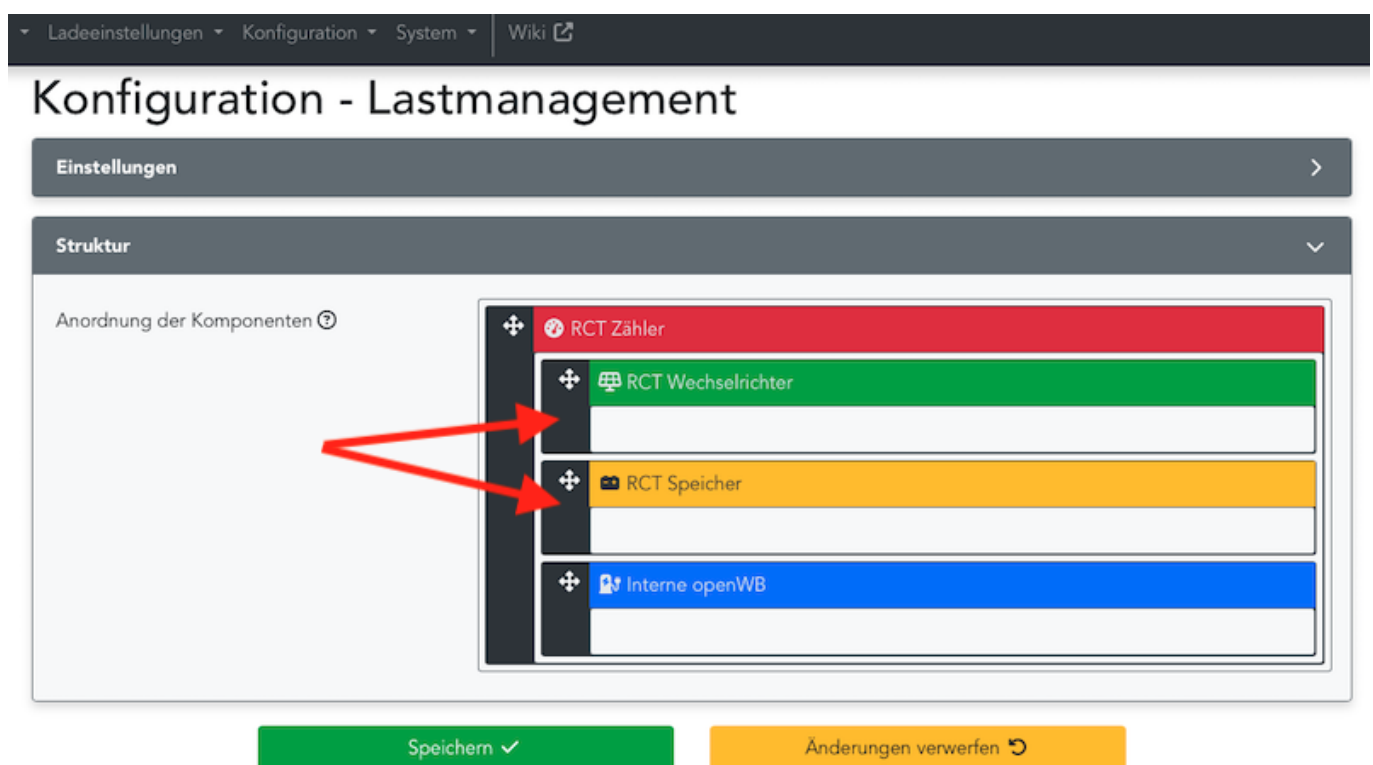 Ladeeinstellungen Konfiguration System Wiki
Konfiguration - Lastmanagement
Einstellungen
Struktur
Anordnung der Komponenten
RCT Zähler
RCT Wechselrichter
RCT Speicher
Interne openWB
Speichern Änderungen verwerfen